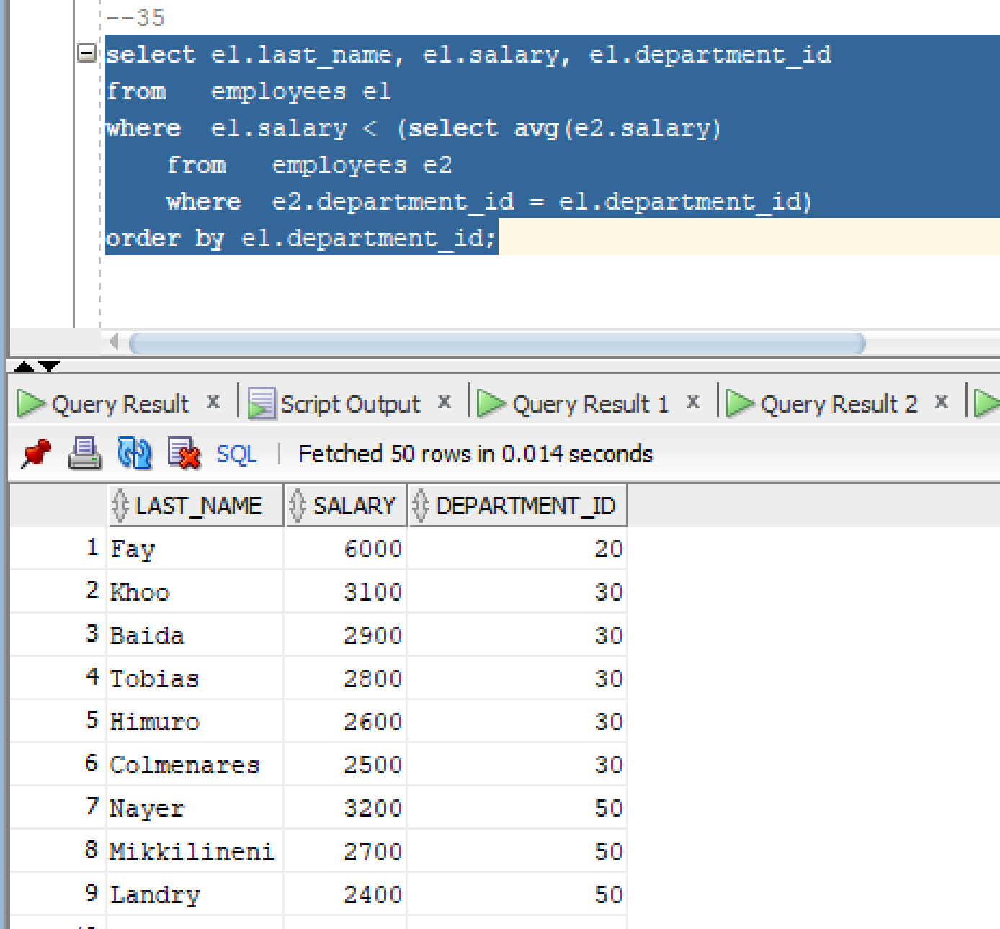 --35
select e1.last_name, e1.salary, e1.department_id
from   employees e1
where  e1.salary < (select avg(e2.salary)
    from   employees e2
    where  e2.department_id = e1.department_id)
order by e1.department_id;
Query Result x Script Output x Query Result 1 x Query Result 2 x
SQL | Fetched 50 rows in 0.014 seconds
LAST_NAME SALARY DEPARTMENT_ID
1 Fay 6000 20
2 Khoo 3100 30
3 Baida 2900 30
4 Tobias 2800 30
5 Himuro 2600 30
6 Colmenares 2500 30
7 Nayer 3200 50
8 Mikkilineni 2700 50
9 Landry 2400 50